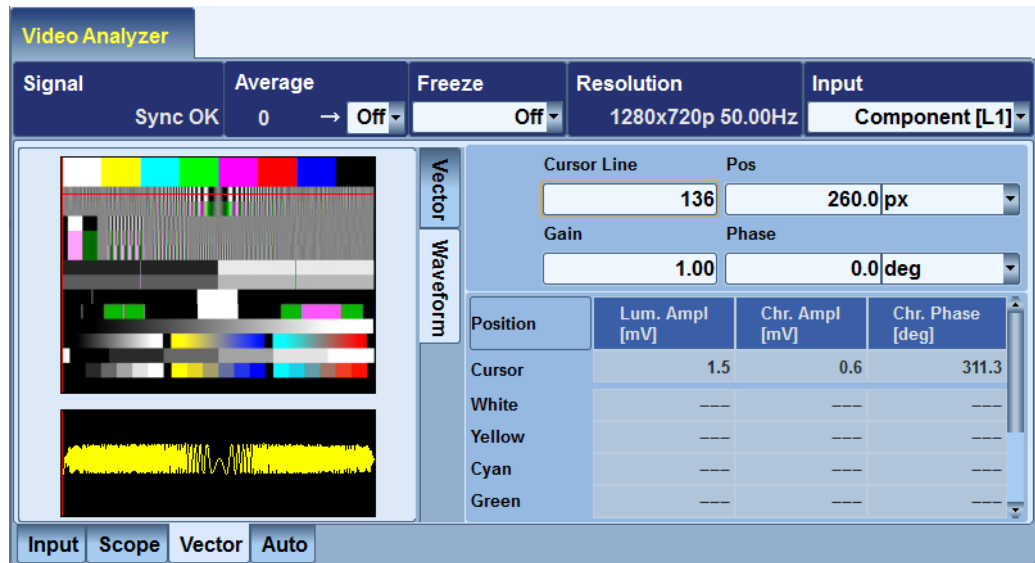 Video Analyzer
Signal
Sync OK
Average
0 → Off
Freeze
Off
Resolution
1280x720p 50.00Hz
Input
Component [L1]
Vector
Waveform
Cursor Line
136
Pos
260.0 px
Gain
1.00
Phase
0.0 deg
Position Lum. Ampl [mV] Chr. Ampl [mV] Chr. Phase [deg]
Cursor 1.5 0.6 311.3
White --- --- ---
Yellow --- --- ---
Cyan --- --- ---
Green --- --- ---
Input Scope Vector Auto